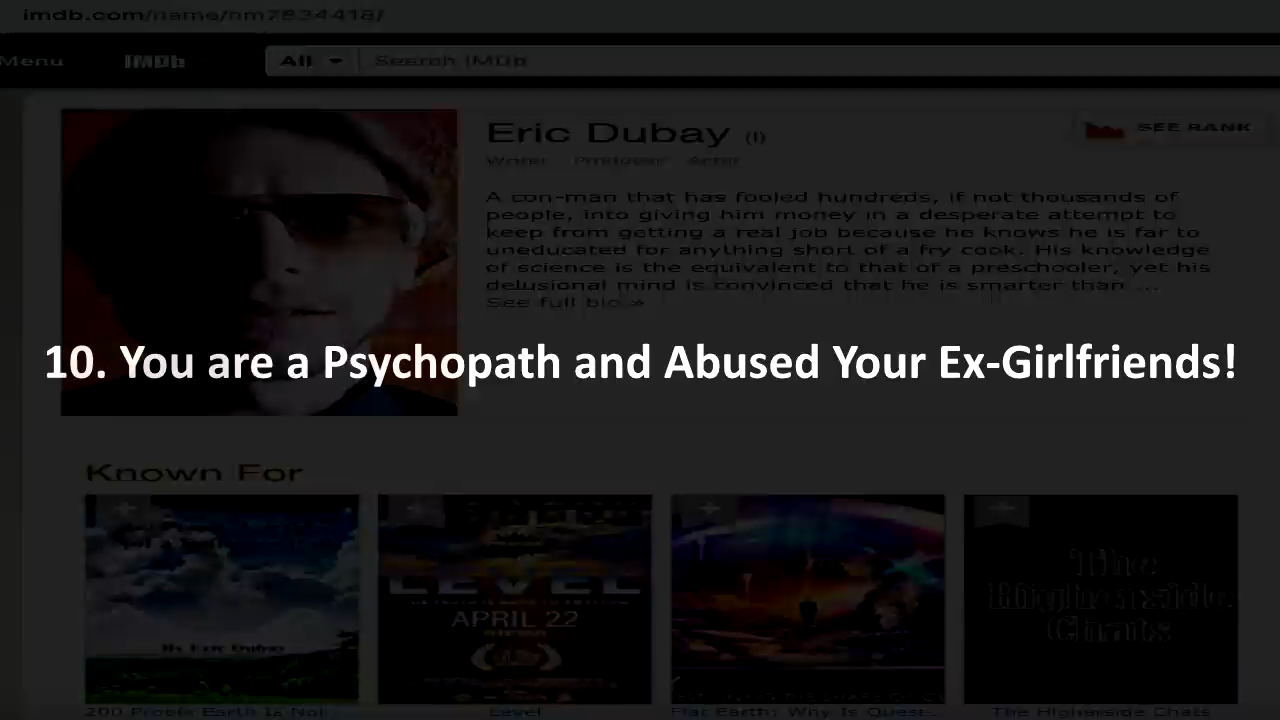 imdb.com/name/nm7834418/
Menu IMDb All Search IMDb
Eric Dubay (I)
SEE RANK
Writer Producer Actor
A con-man that has fooled hundreds, if not thousands of
people, into giving him money in a desperate attempt to
keep from getting a real job because he knows he is far to
uneducated for anything short of a fry cook. His knowledge
of science is the equivalent to that of a preschooler, yet his
delusional mind is convinced that he is smarter than ...
See full bio »
10. You are a Psychopath and Abused Your Ex-Girlfriends!
Known For
By Eric Dubay
LEVEL
APRIL 22
The
Highersside
Chats
200 Proofs Earth Is Not...
Level
Flat Earth: Why Is Quest...
The Higherside Chats